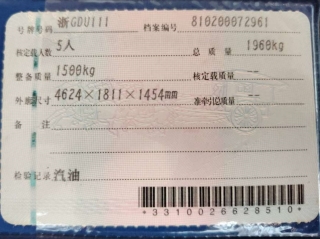 号牌号码 浙GDU111 档案编号 810200072961
核定载人数 5人 总质量 1960kg
整备质量 1500kg 核定载质量 --
外廓尺寸 4624×1811×1454mm 准牵引总质量 --
备注
检验记录 汽油
*3310026628510*